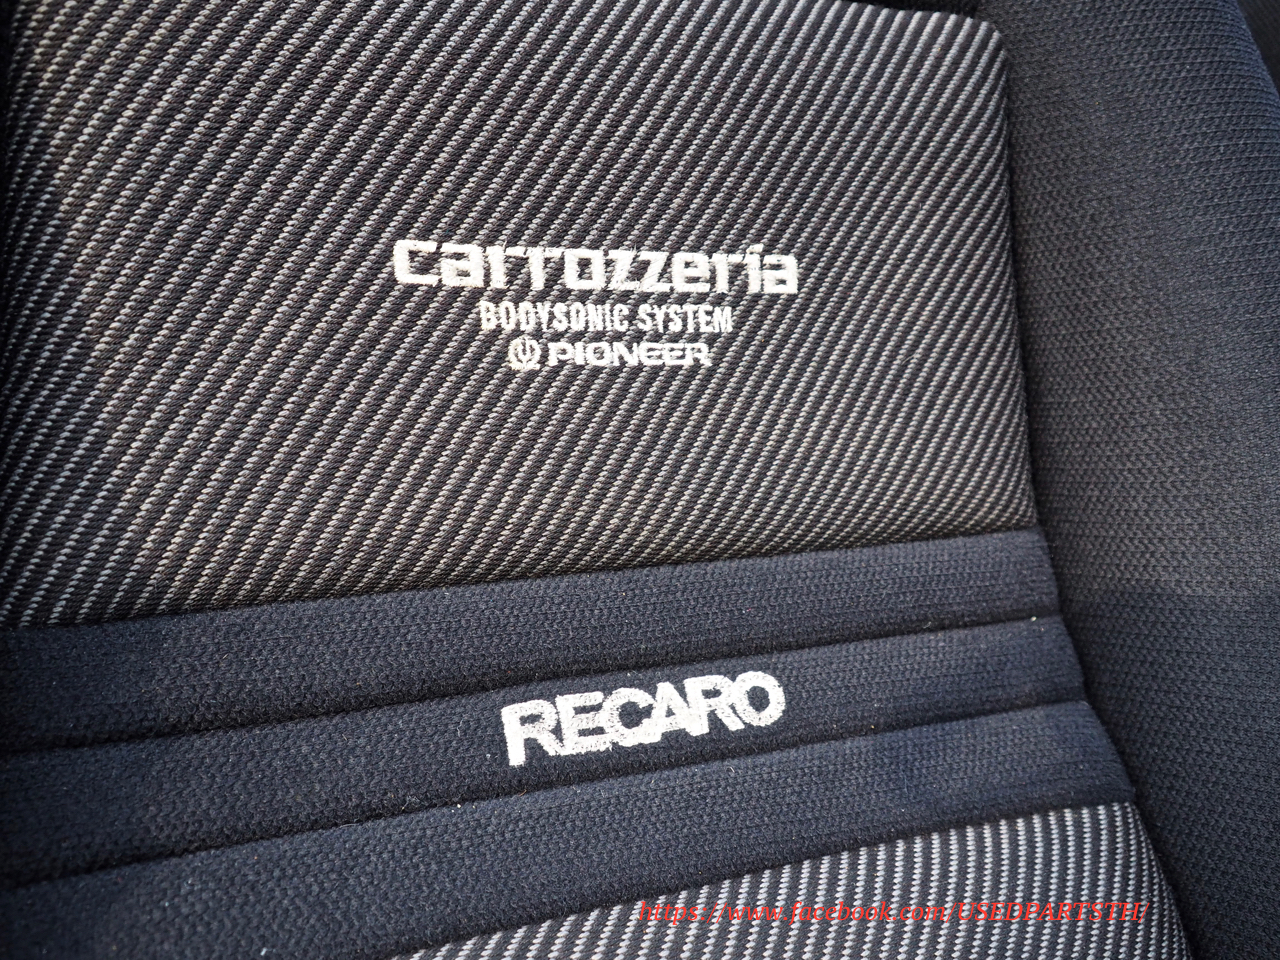 carrozzeria
BODYSONIC SYSTEM
PIONEER
RECARO
https://www.facebook.com/USEDPARTSTH/